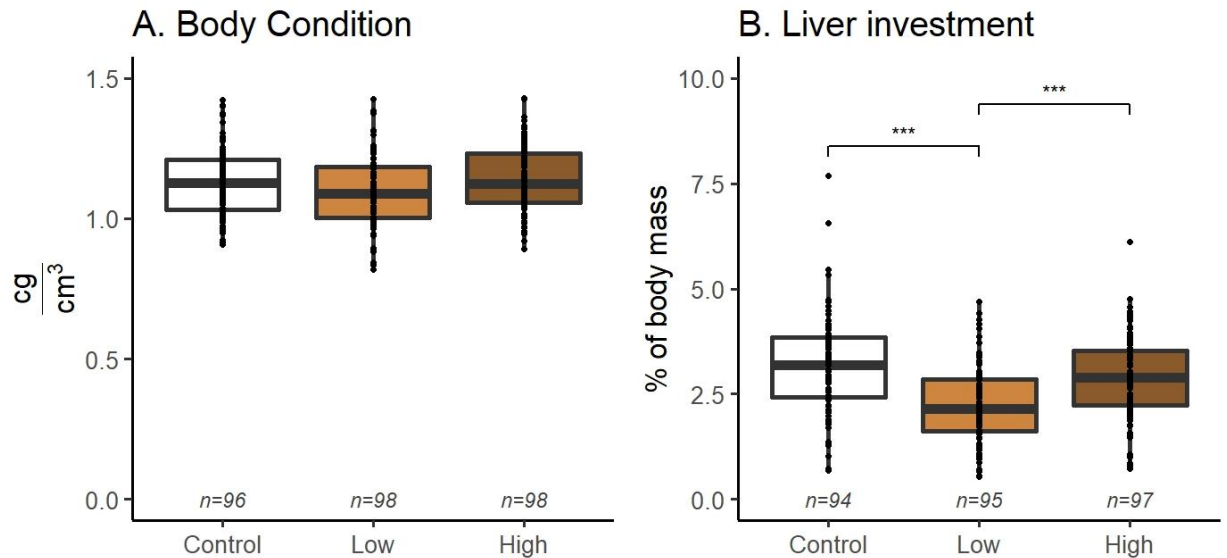 A. Body Condition
1.5
1.0
0.5
0.0
cg
cm³
n=96
n=98
n=98
Control
Low
High
B. Liver investment
10.0
7.5
5.0
2.5
0.0
% of body mass
***
***
n=94
n=95
n=97
Control
Low
High